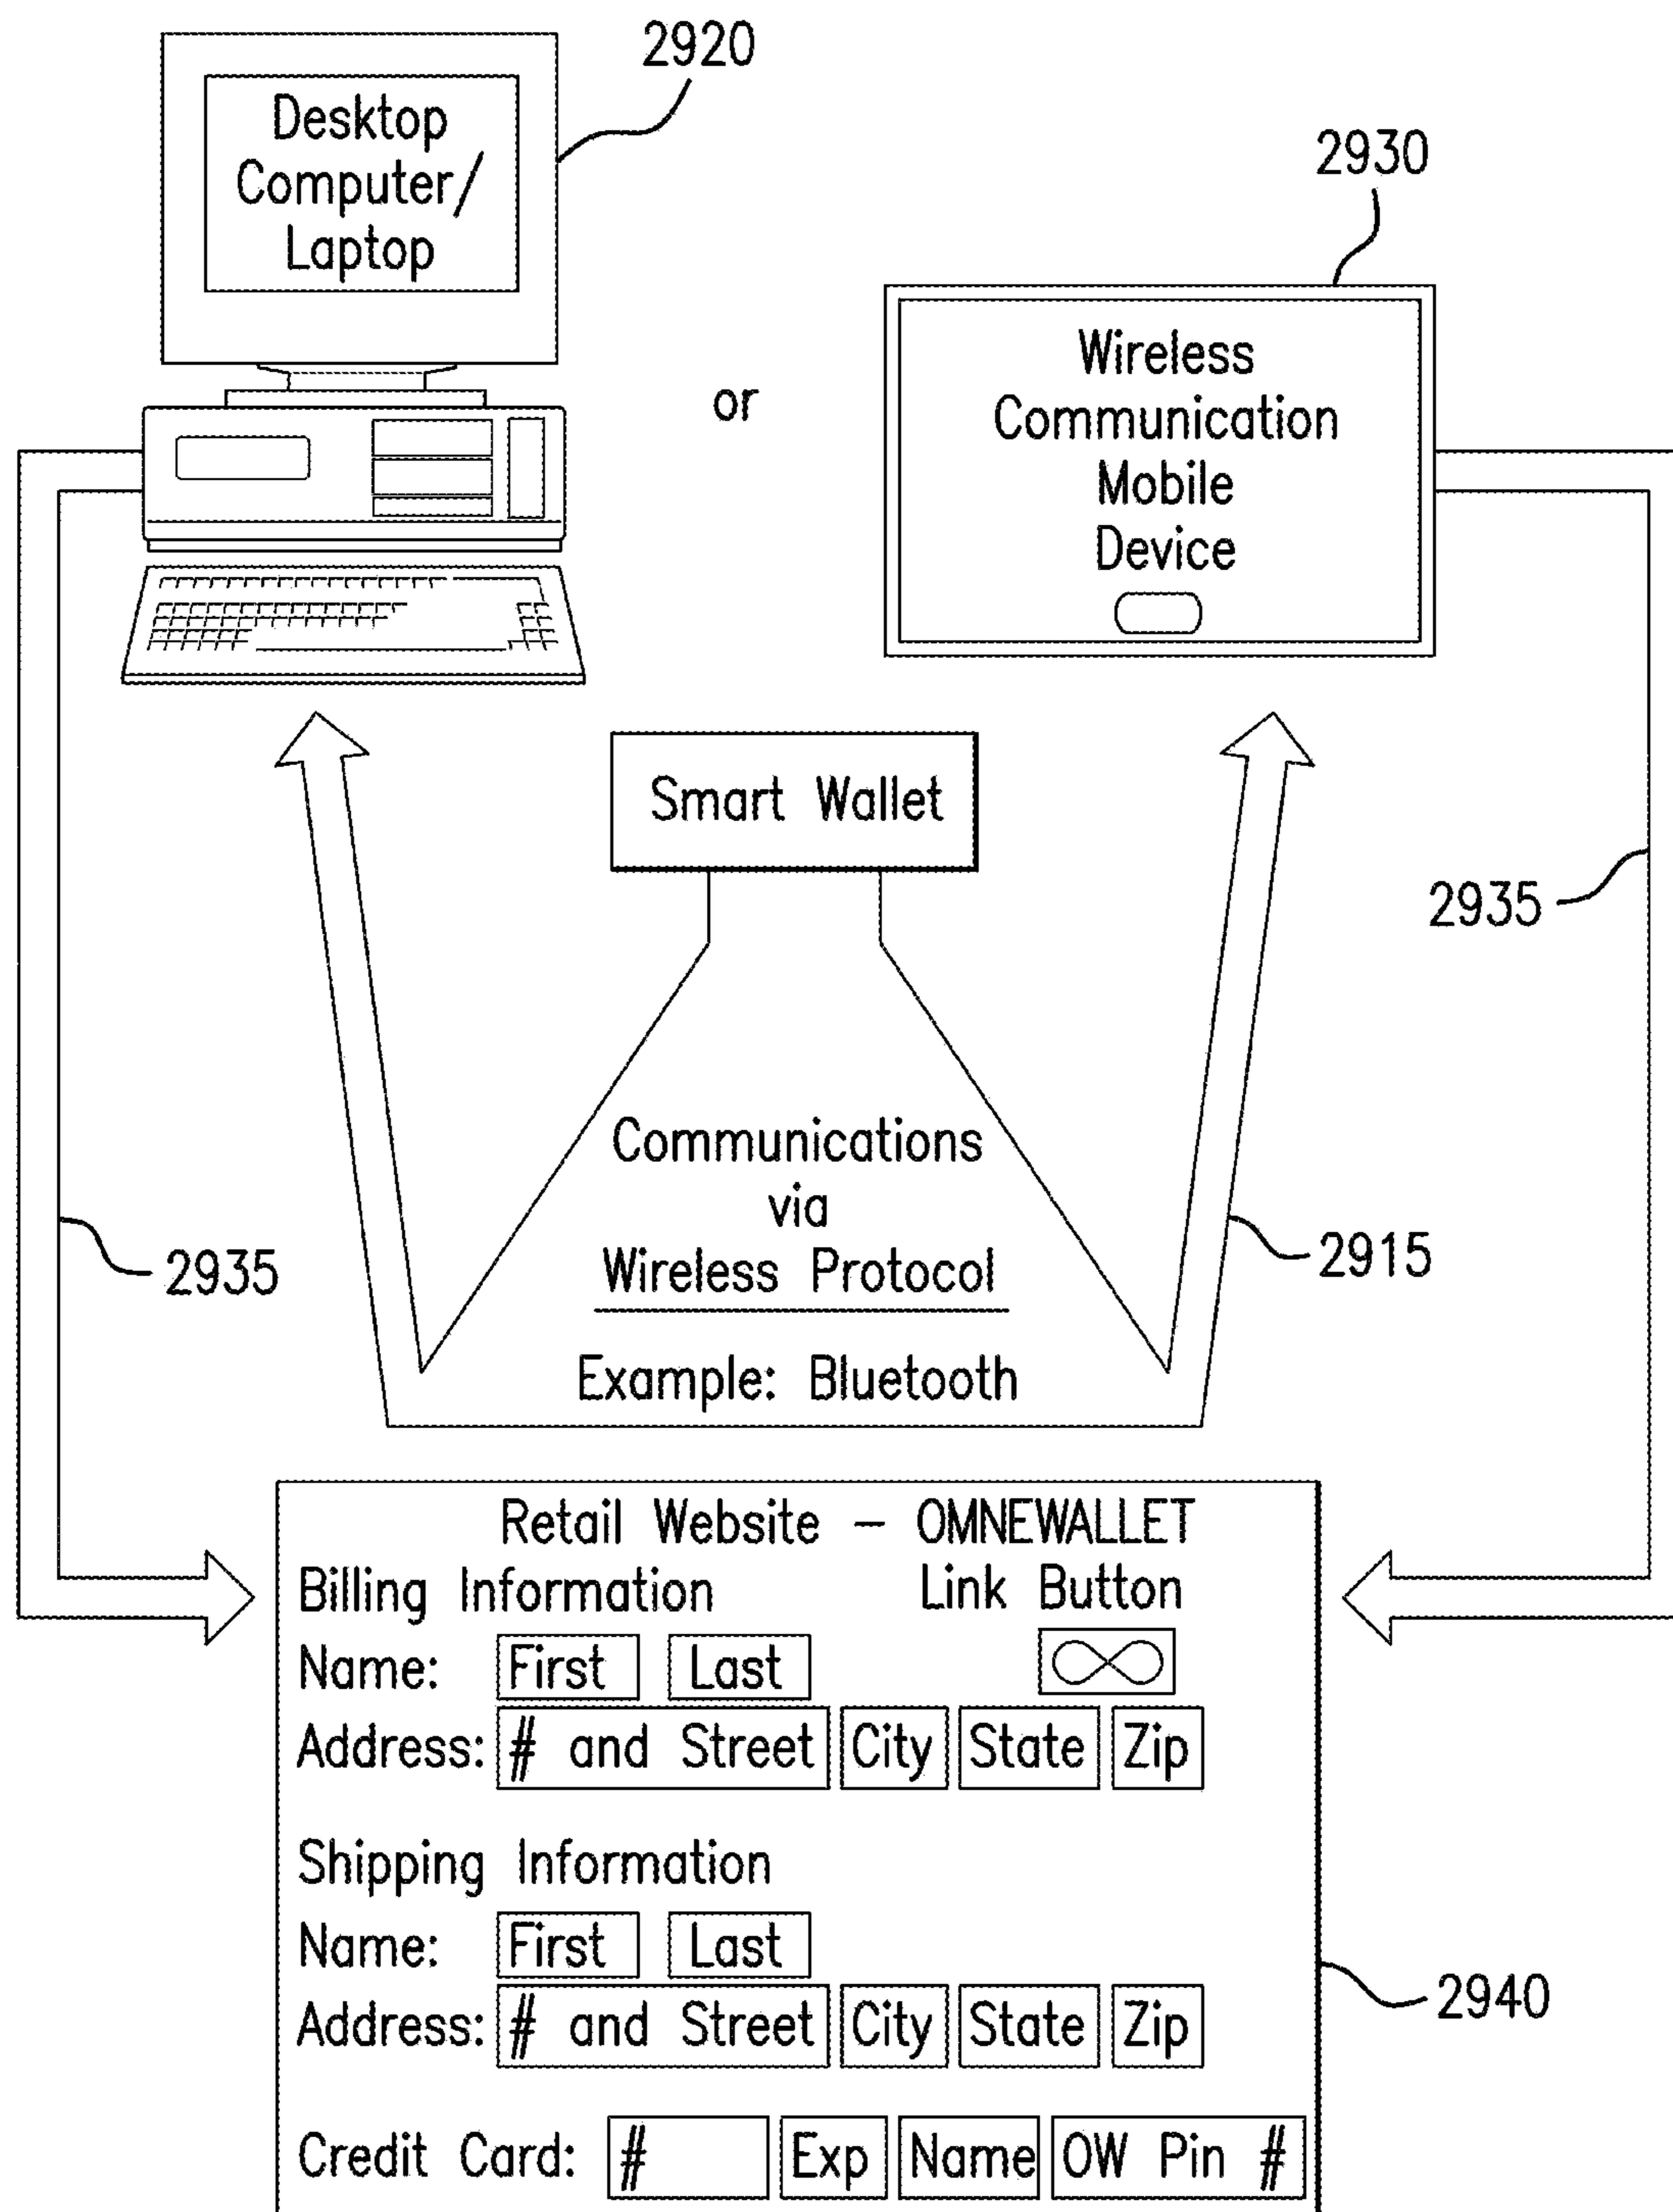 2920
Desktop
Computer/
Laptop
2930
or
Wireless
Communication
Mobile
Device
Smart Wallet
2935
Communications
via
Wireless Protocol
Example: Bluetooth
2935
2915
Retail Website – OMNEWALLET
Billing Information Link Button
Name: First Last
Address: # and Street City State Zip
Shipping Information
Name: First Last
Address: # and Street City State Zip
2940
Credit Card: # Exp Name OW Pin #